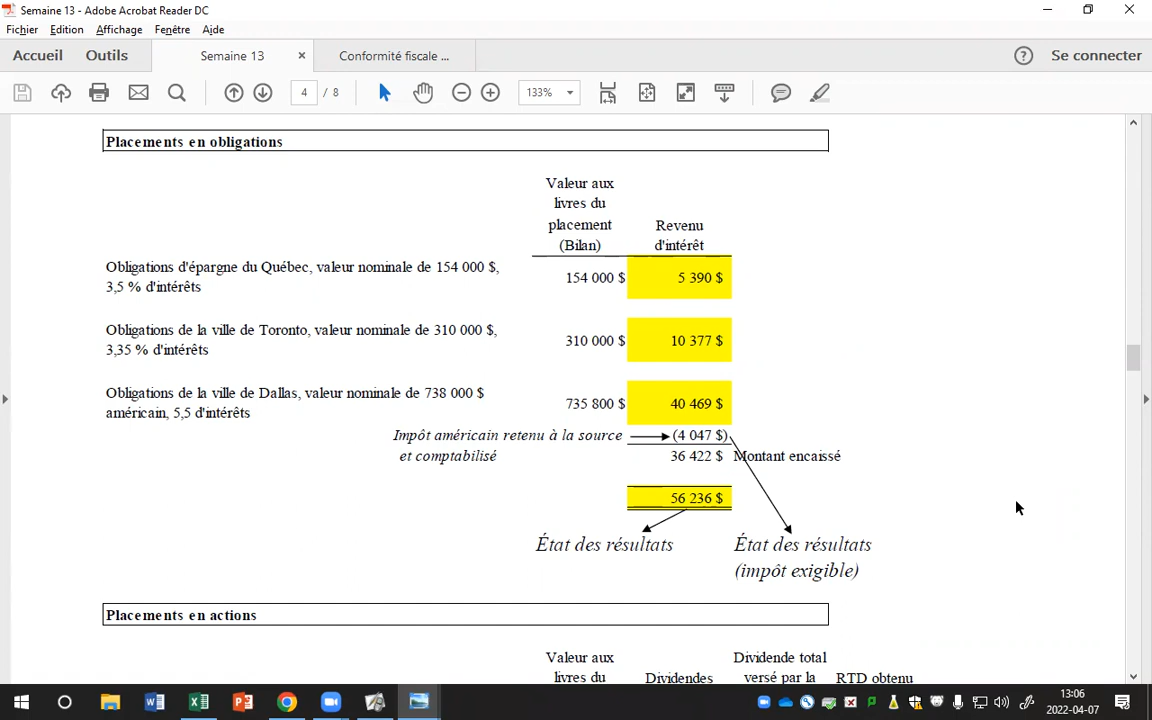 Semaine 13 - Adobe Acrobat Reader DC
Fichier Edition Affichage Fenêtre Aide
Accueil Outils Semaine 13 × Conformité fiscale ... ? Se connecter
4 / 8 133%
Placements en obligations
Valeur aux
livres du
placement Revenu
(Bilan) d'intérêt
Obligations d'épargne du Québec, valeur nominale de 154 000 $,
3,5 % d'intérêts
154 000 $ 5 390 $
Obligations de la ville de Toronto, valeur nominale de 310 000 $,
3,35 % d'intérêts
310 000 $ 10 377 $
Obligations de la ville de Dallas, valeur nominale de 738 000 $
américain, 5,5 d'intérêts
735 800 $ 40 469 $
Impôt américain retenu à la source (4 047 $)
et comptabilisé 36 422 $ Montant encaissé
56 236 $
État des résultats État des résultats
(impôt exigible)
Placements en actions
Valeur aux Dividende total
livres du Dividendes versé par la RTD obtenu
13:06
2022-04-07